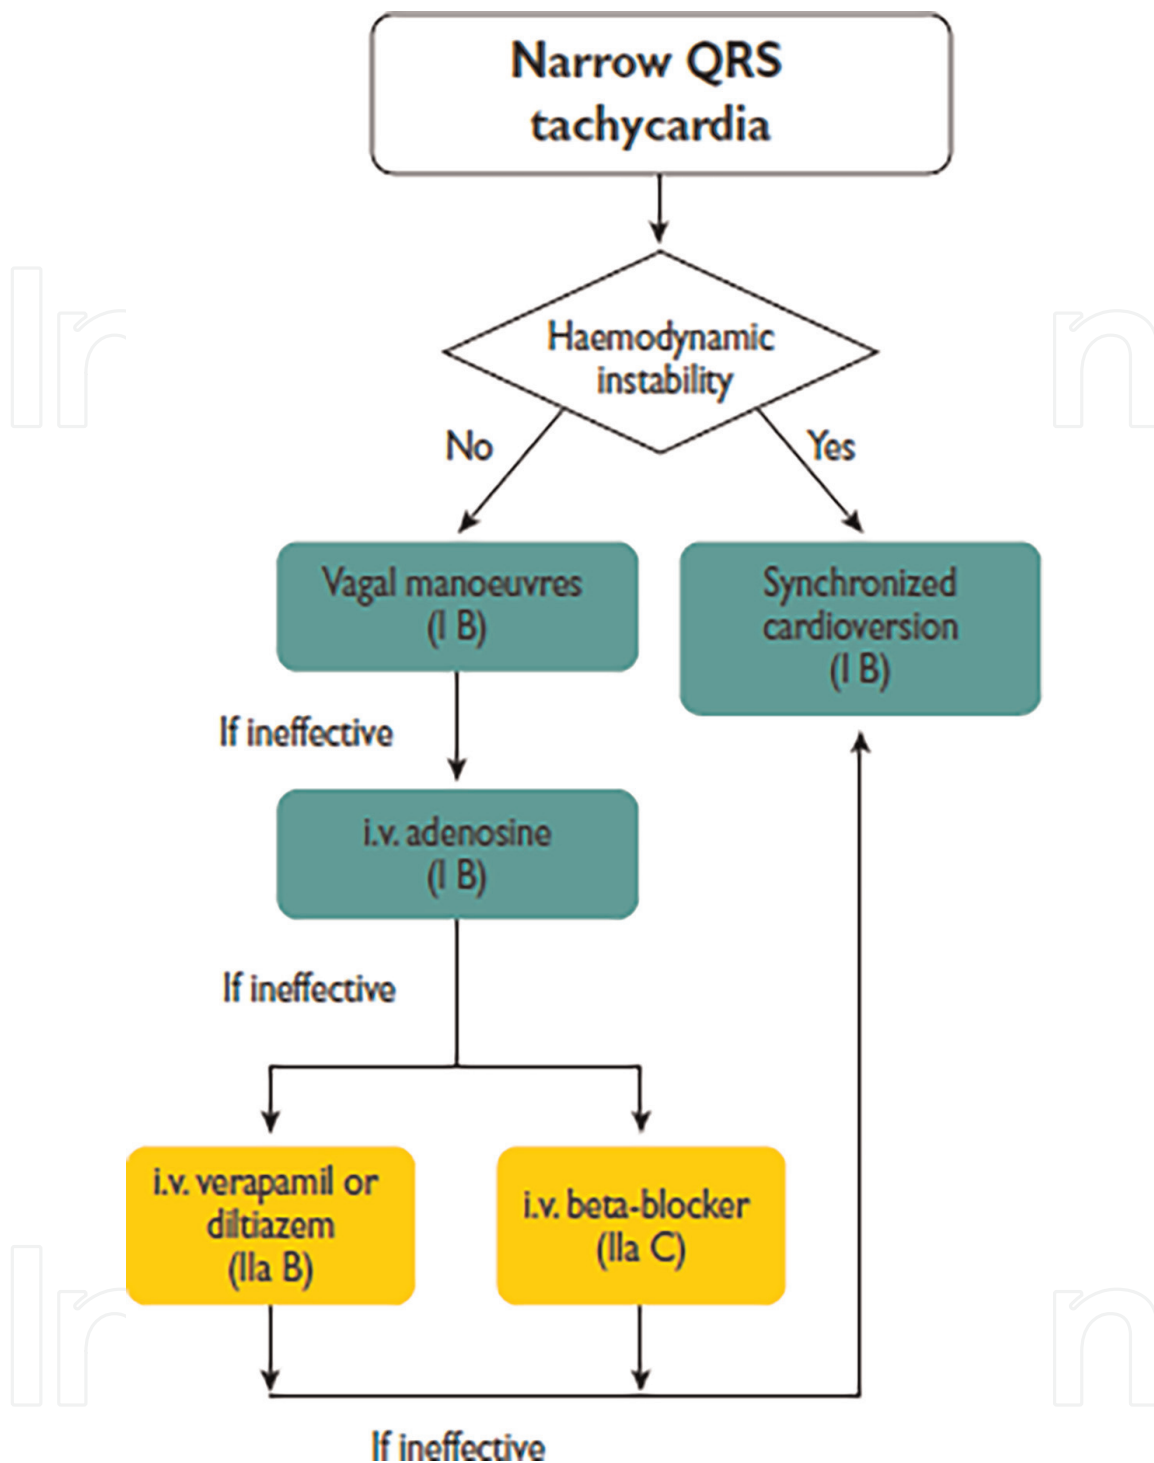 Narrow QRS
tachycardia
Haemodynamic
instability
No
Yes
Vagal manoeuvres
(I B)
Synchronized
cardioversion
(I B)
If ineffective
i.v. adenosine
(I B)
If ineffective
i.v. verapamil or
diltiazem
(IIa B)
i.v. beta-blocker
(IIa C)
If ineffective